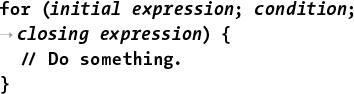 for (initial expression; condition;
→closing expression) {
// Do something.
}